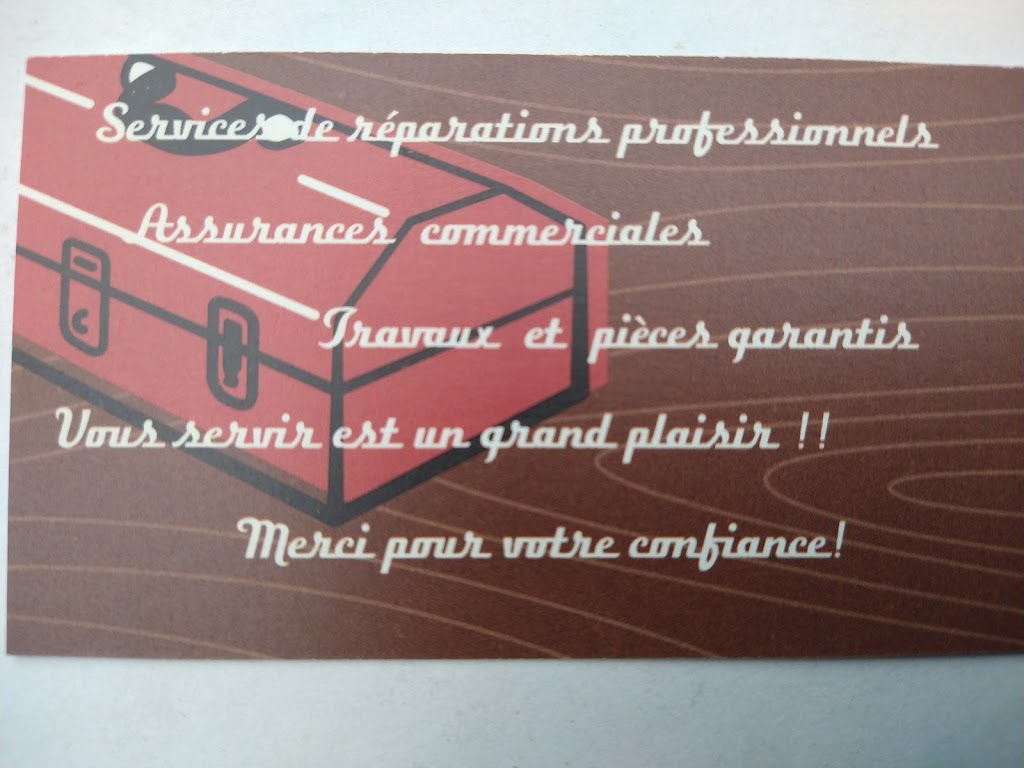 Services de réparations professionnels
Assurances commerciales
Travaux et pièces garantis
Vous servir est un grand plaisir !!
Merci pour votre confiance!